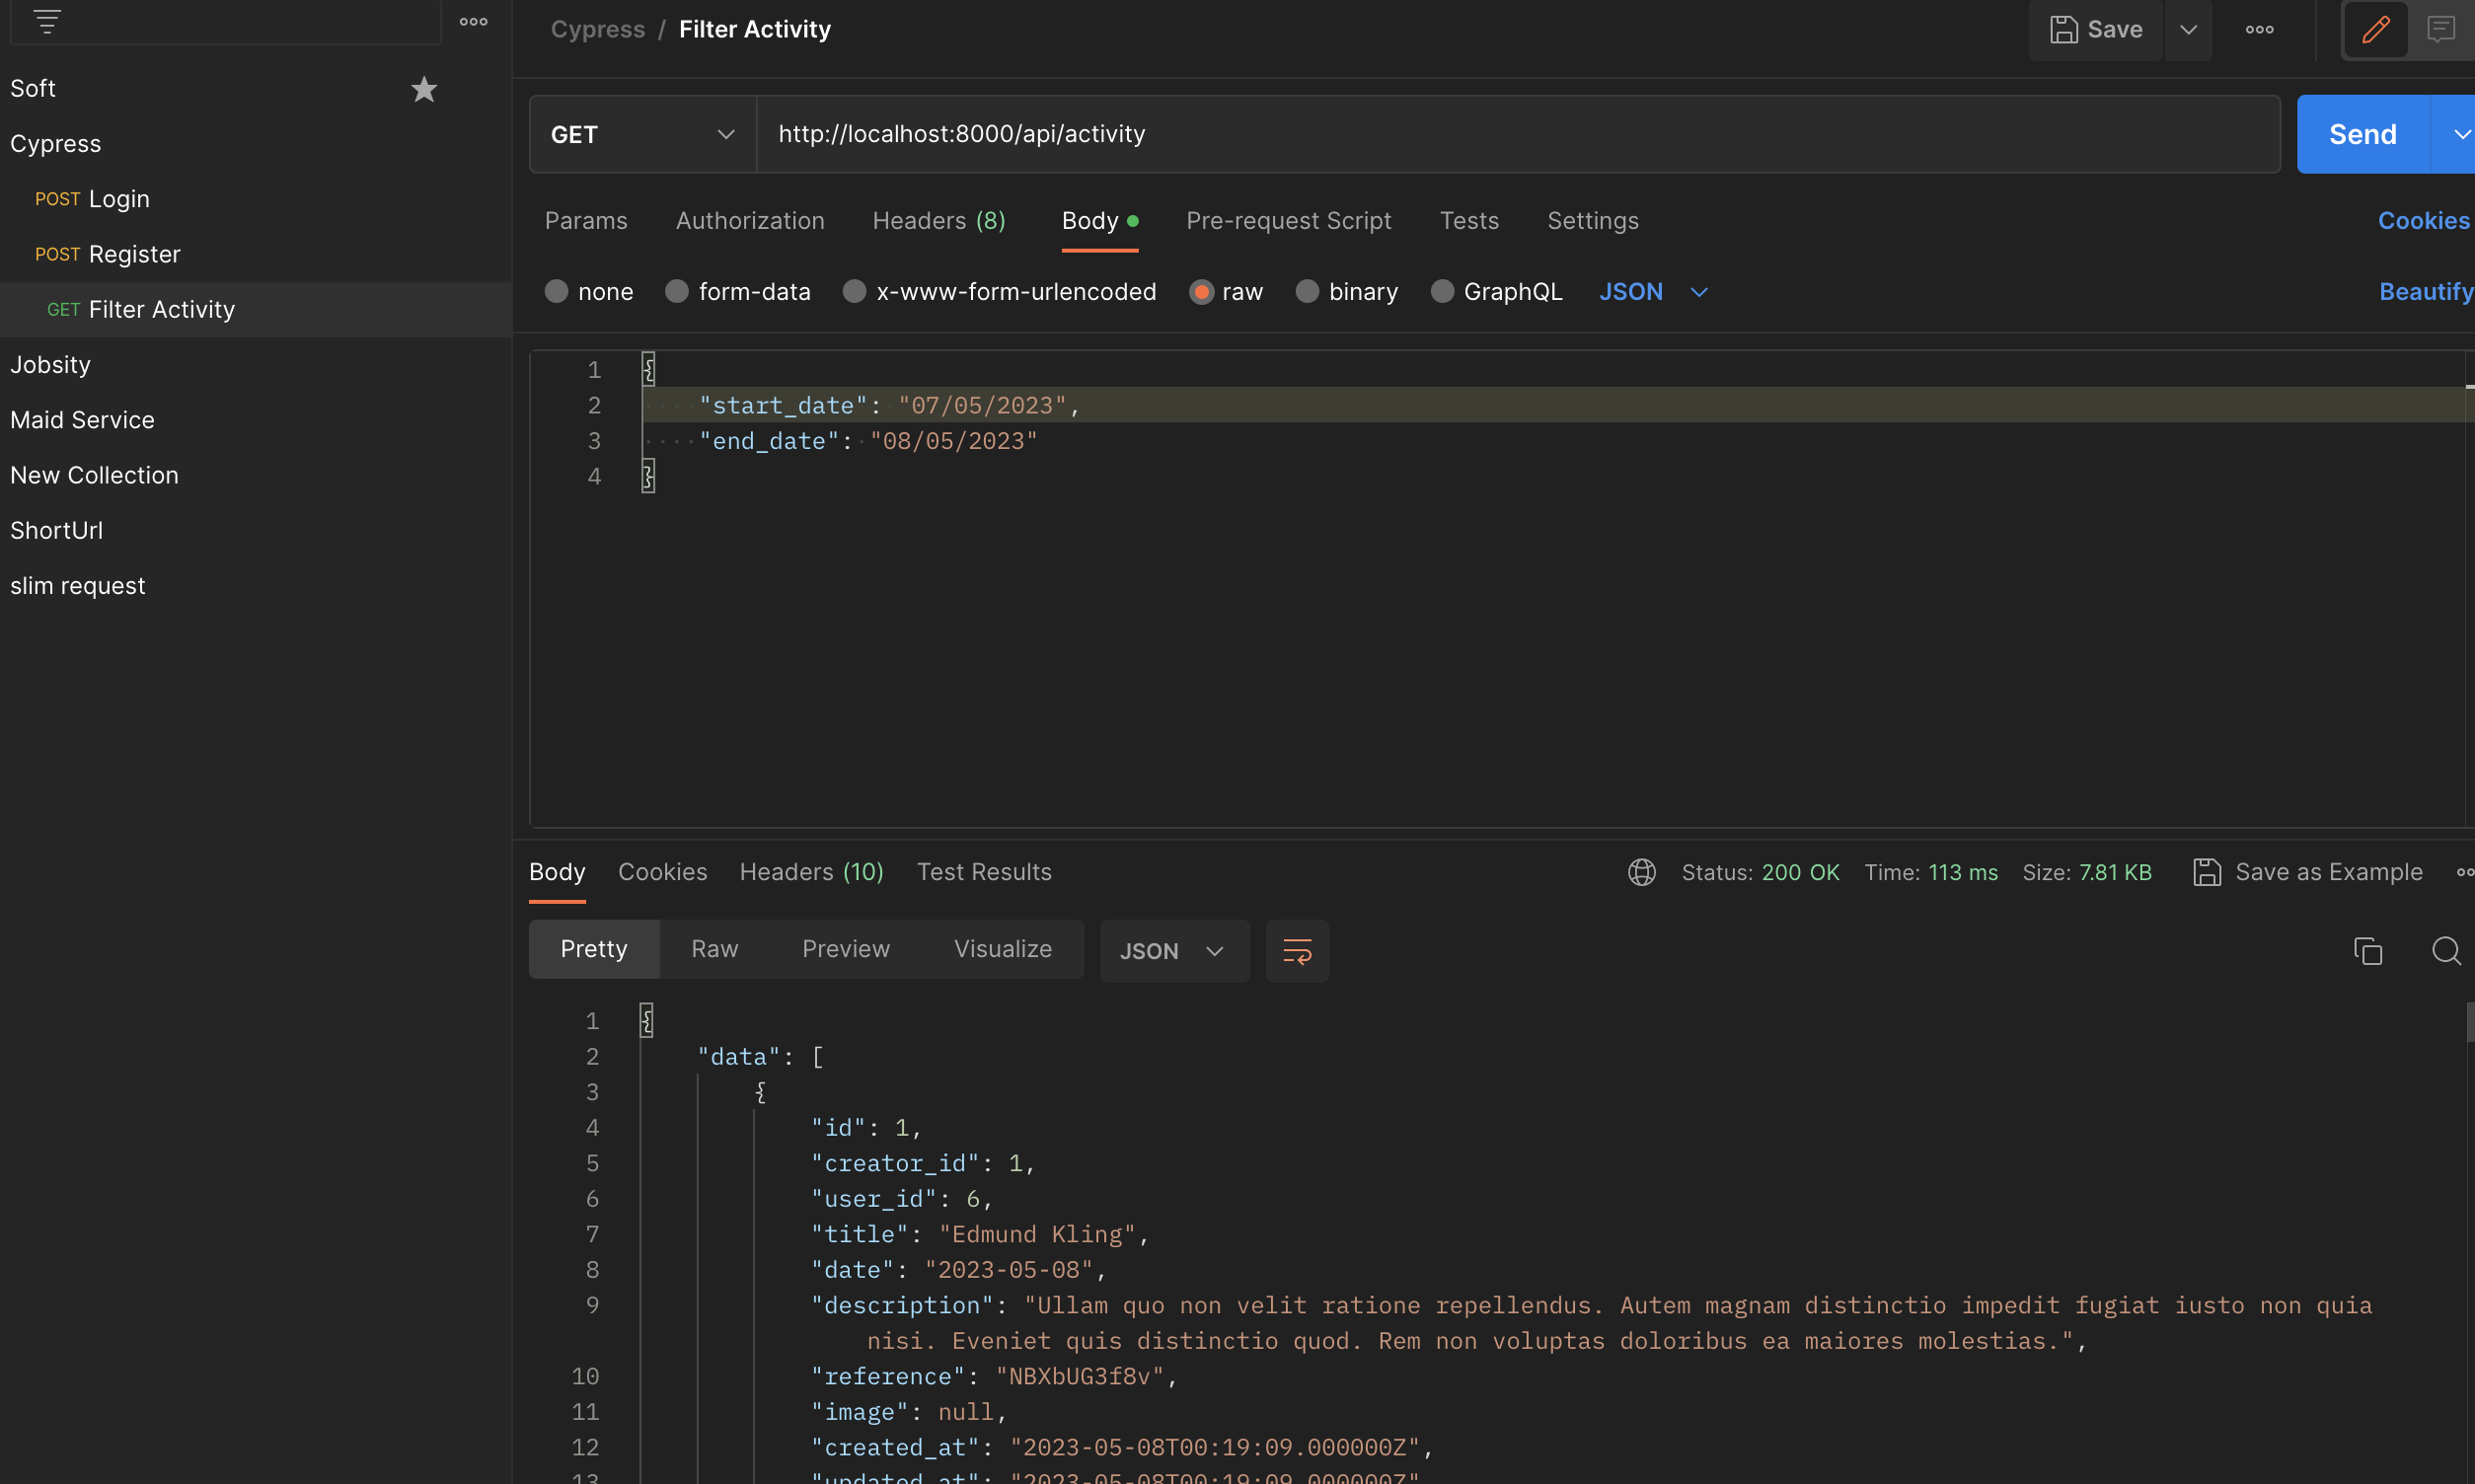 Soft
Cypress
POST Login
POST Register
GET Filter Activity
Jobsity
Maid Service
New Collection
ShortUrl
slim request
Cypress / Filter Activity
Save
GET
http://localhost:8000/api/activity
Send
Params Authorization Headers (8) Body Pre-request Script Tests Settings Cookies
none form-data x-www-form-urlencoded raw binary GraphQL JSON Beautify
1 {
2 "start_date": "07/05/2023",
3 "end_date": "08/05/2023"
4 }
Body Cookies Headers (10) Test Results Status: 200 OK Time: 113 ms Size: 7.81 KB Save as Example
Pretty Raw Preview Visualize JSON
1 {
2 "data": [
3 {
4 "id": 1,
5 "creator_id": 1,
6 "user_id": 6,
7 "title": "Edmund Kling",
8 "date": "2023-05-08",
9 "description": "Ullam quo non velit ratione repellendus. Autem magnam distinctio impedit fugiat iusto non quia
nisi. Eveniet quis distinctio quod. Rem non voluptas doloribus ea maiores molestias.",
10 "reference": "NBXbUG3f8v",
11 "image": null,
12 "created_at": "2023-05-08T00:19:09.000000Z",
13 "updated_at": "2023-05-08T00:19:09.000000Z"